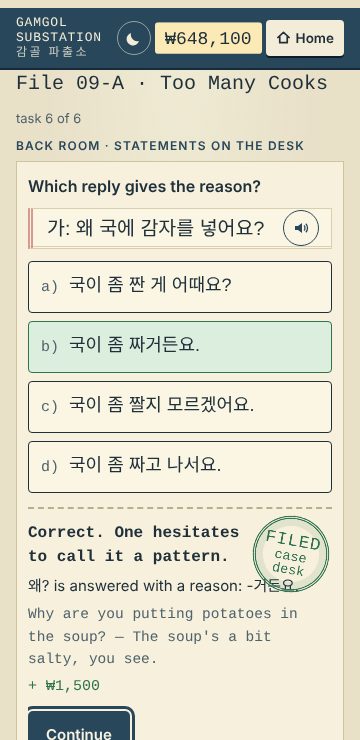 GAMGOL
SUBSTATION
감골 파출소
₩648,100
Home
File 09-A · Too Many Cooks
task 6 of 6
BACK ROOM · STATEMENTS ON THE DESK
Which reply gives the reason?
가: 왜 국에 감자를 넣어요?
a) 국이 좀 짠 게 어때요?
b) 국이 좀 짜거든요.
c) 국이 좀 짤지 모르겠어요.
d) 국이 좀 짜고 나서요.
Correct. One hesitates
to call it a pattern.
FILED
case
desk
왜? is answered with a reason: -거든요.
Why are you putting potatoes in
the soup? — The soup's a bit
salty, you see.
+ ₩1,500
Continue